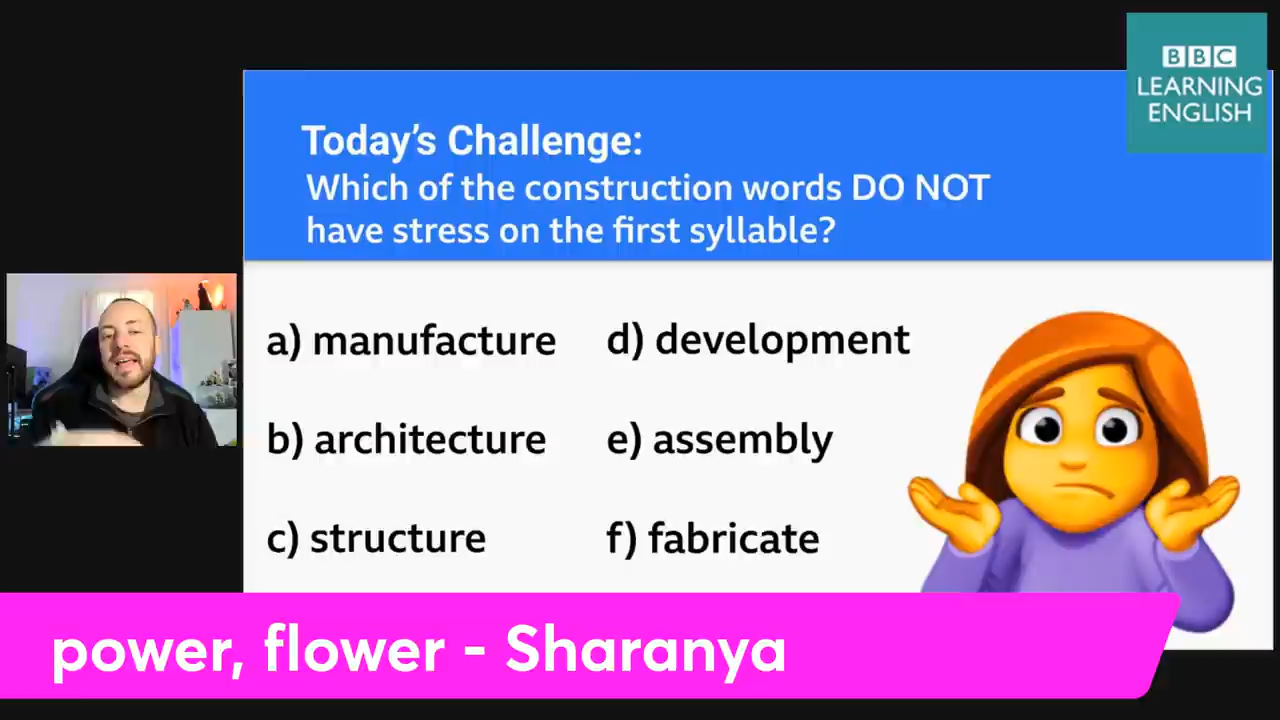 BBC
LEARNING
ENGLISH
Today's Challenge:
Which of the construction words DO NOT
have stress on the first syllable?
a) manufacture
d) development
b) architecture
e) assembly
c) structure
f) fabricate
power, flower - Sharanya